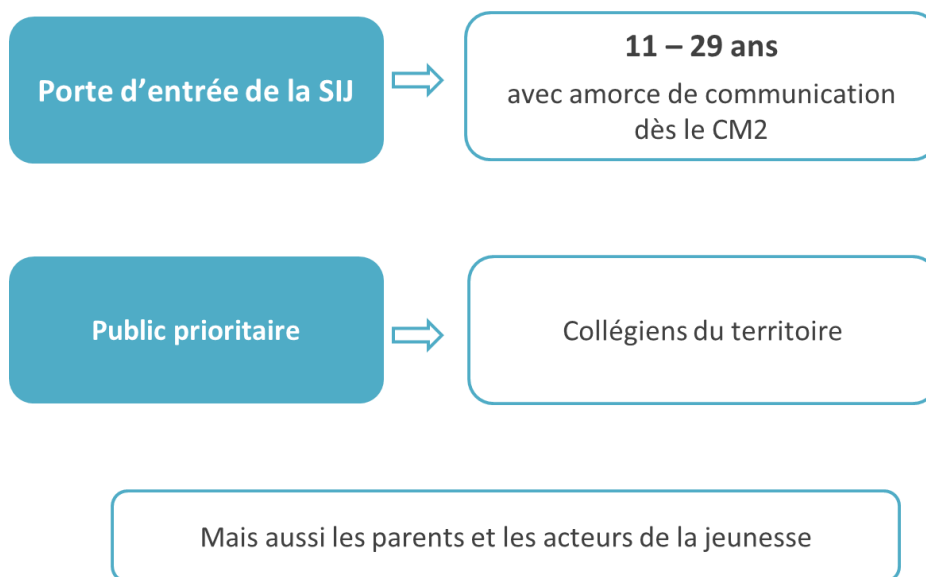 Porte d'entrée de la SIJ
11 – 29 ans
avec amorce de communication
dès le CM2
Public prioritaire
Collégiens du territoire
Mais aussi les parents et les acteurs de la jeunesse